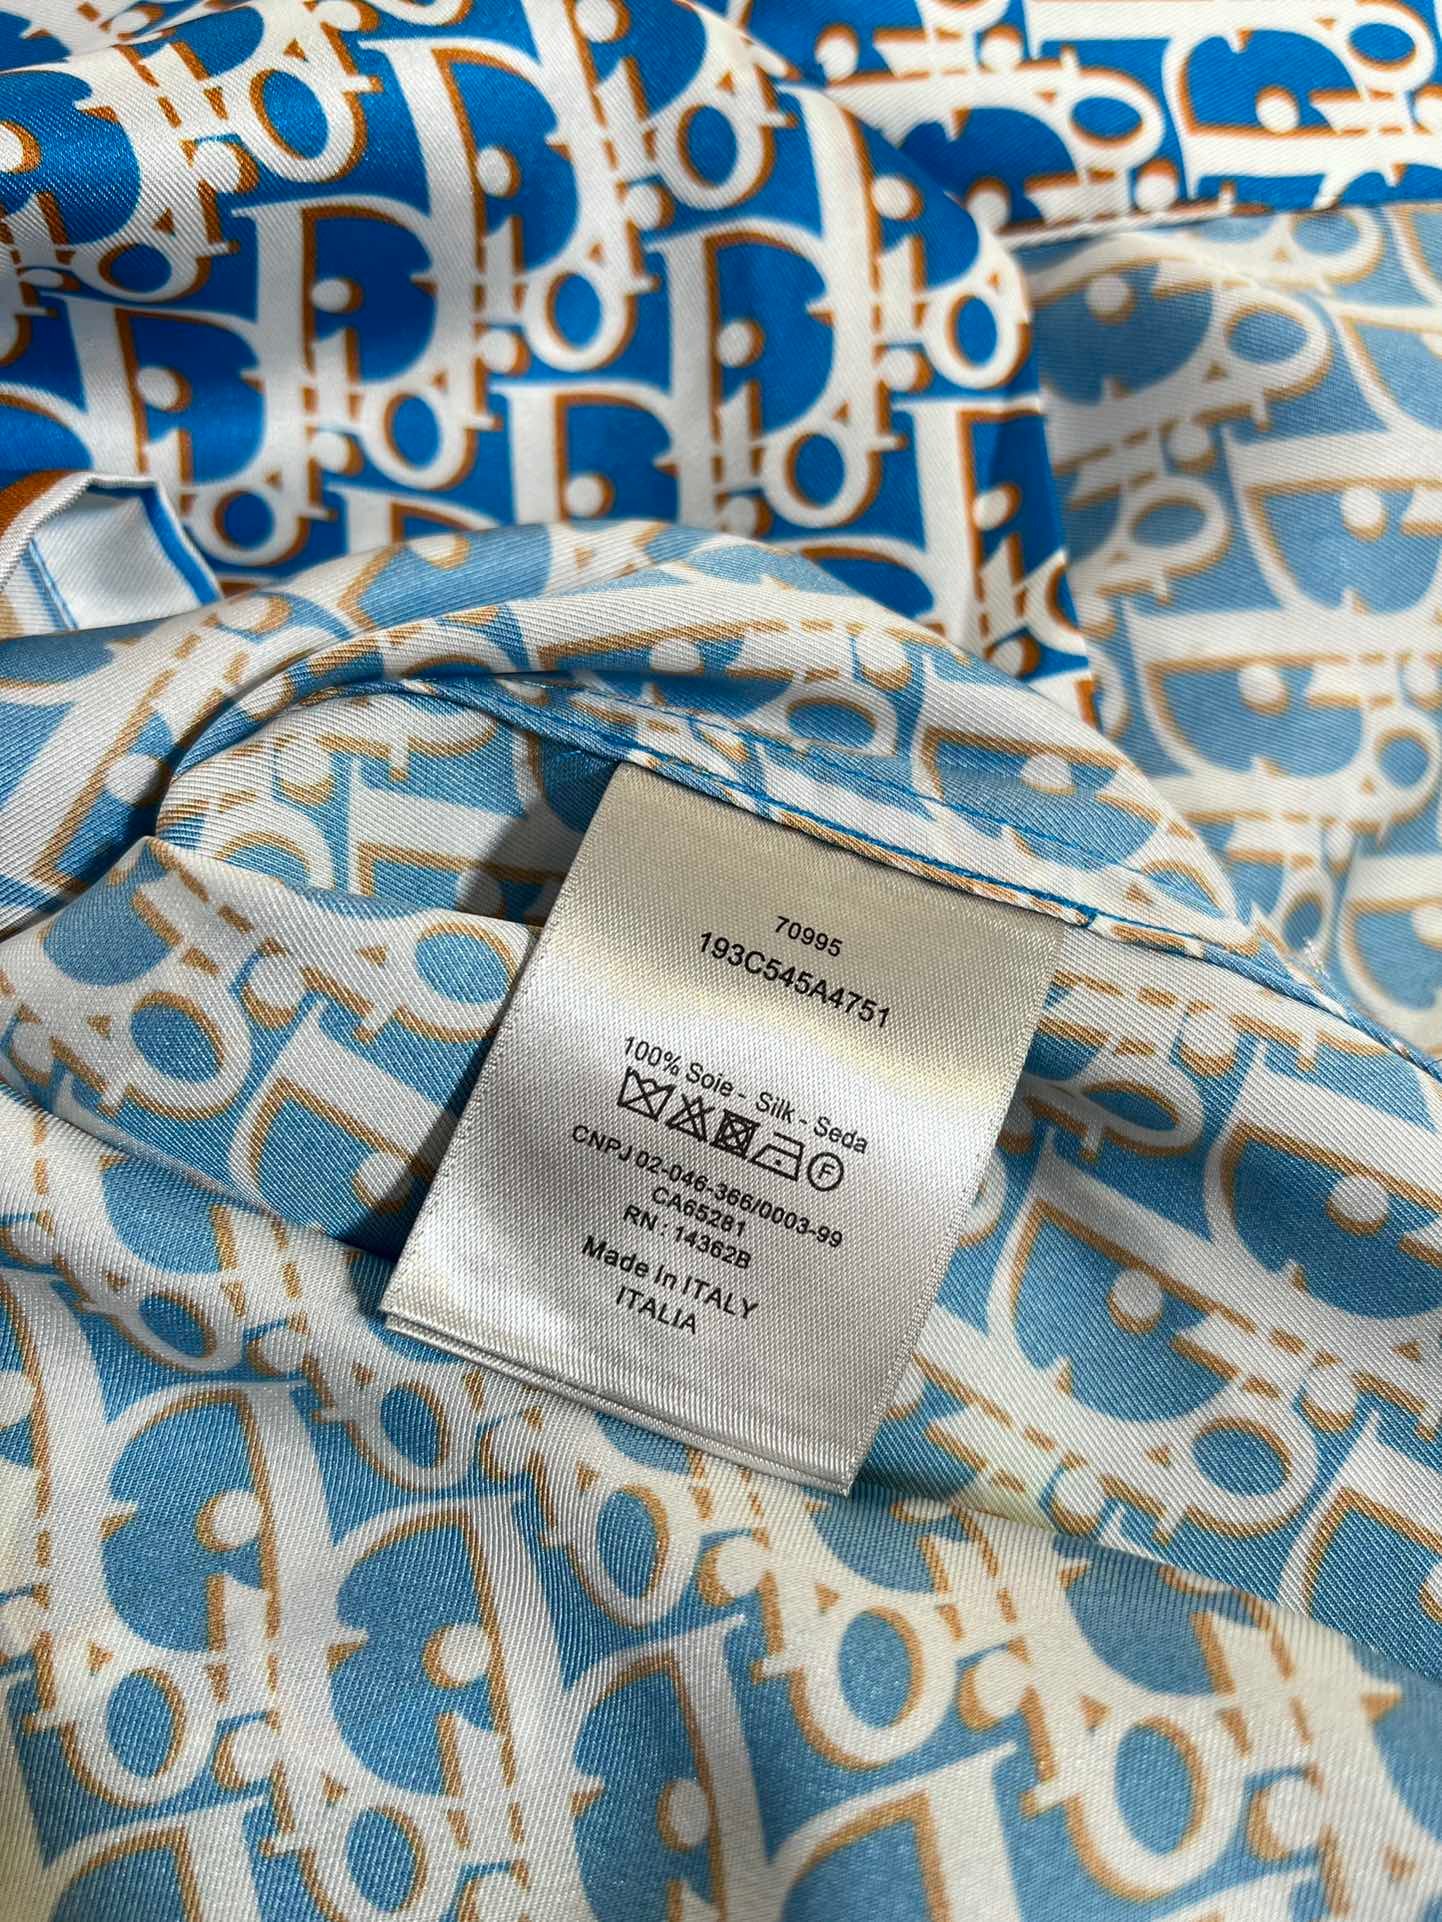 70995
193C545A4751
100% Soie - Silk - Seda
F
CNPJ 02-046-366/0003-99
CA65281
RN : 14362B
Made In ITALY
ITALIA
Dior